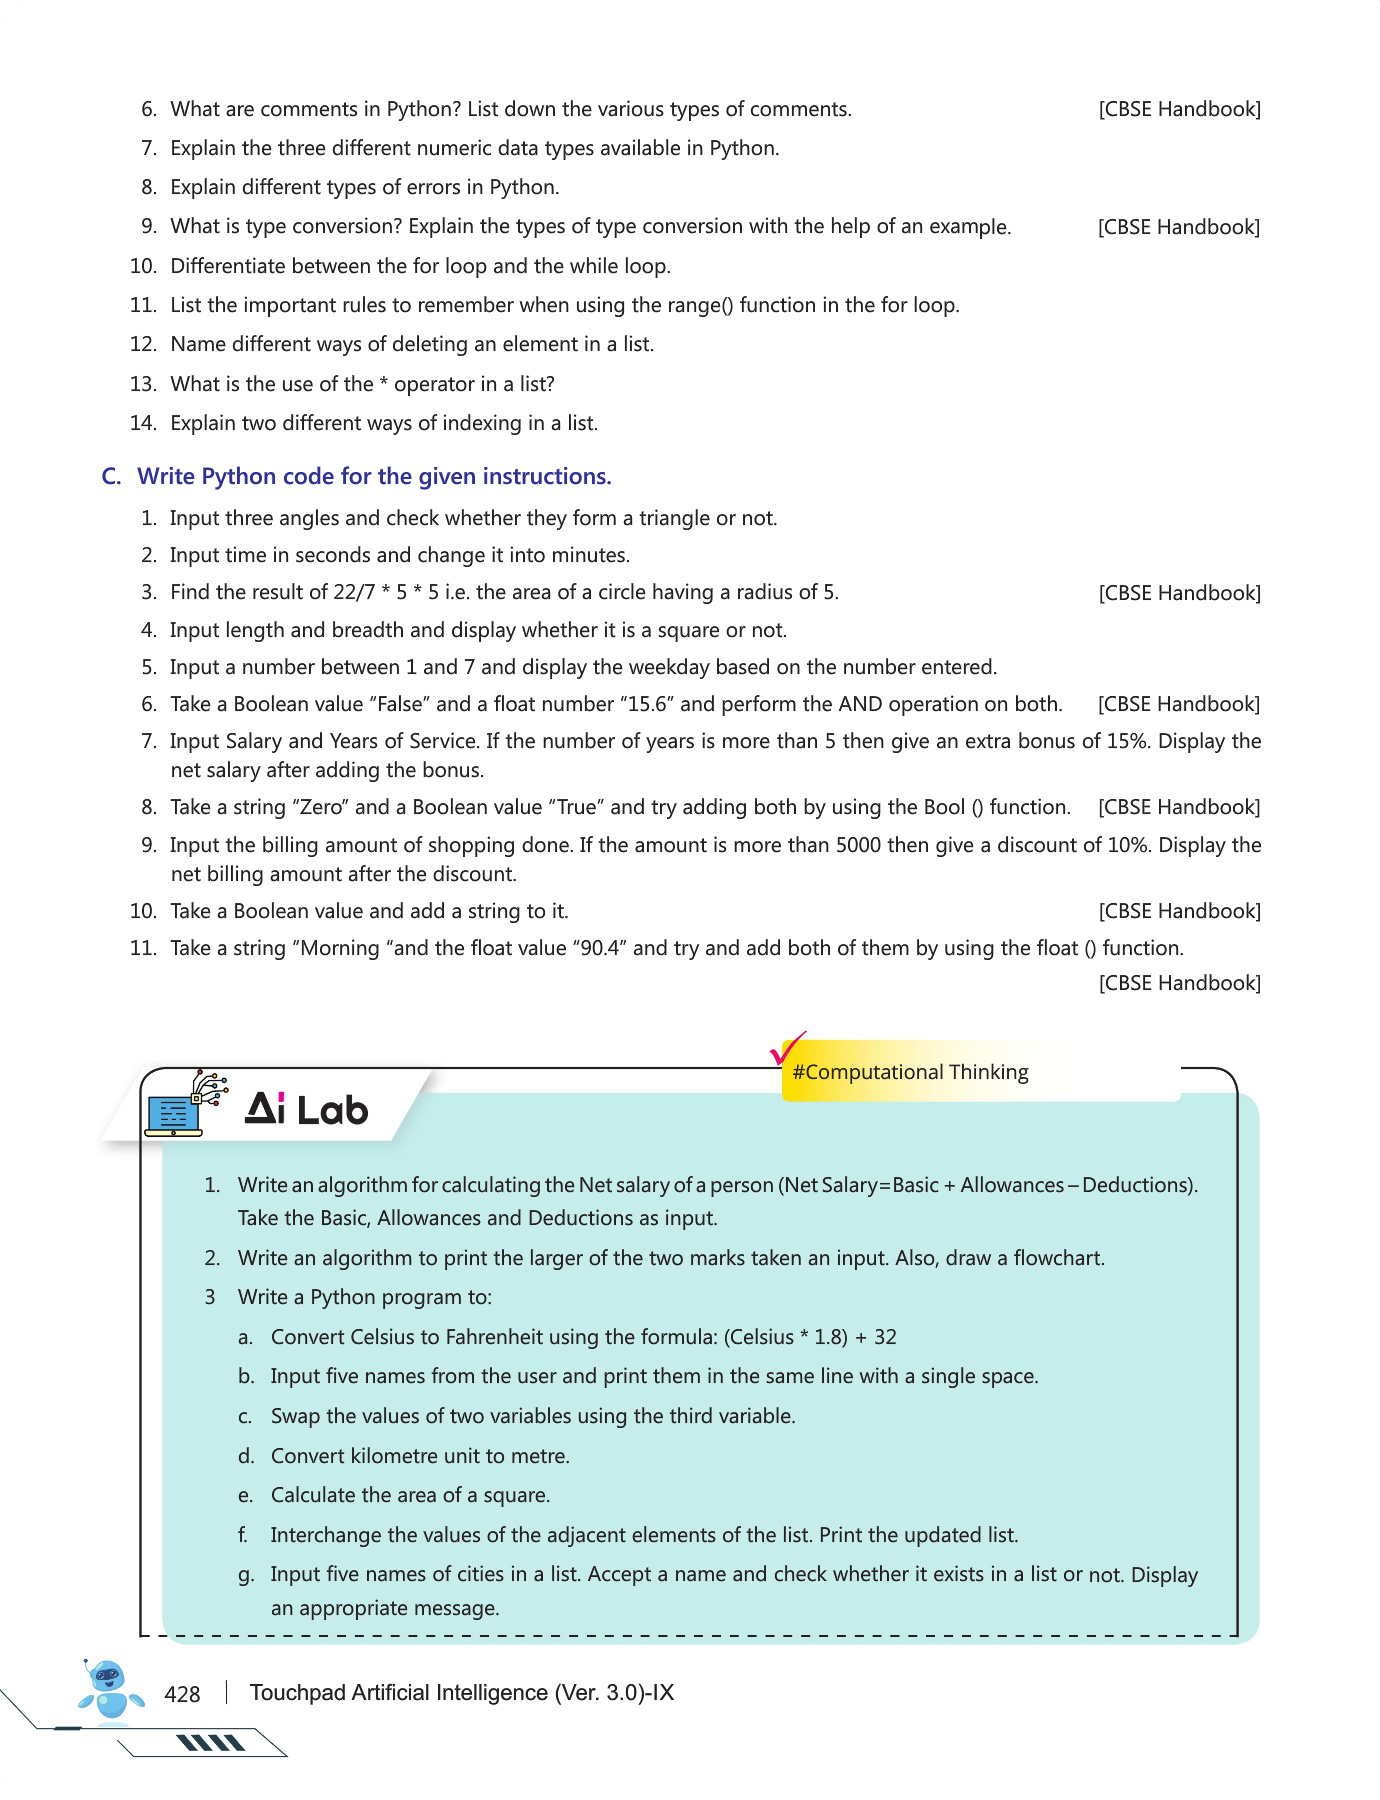 6. What are comments in Python? List down the various types of comments. [CBSE Handbook]
7. Explain the three different numeric data types available in Python.
8. Explain different types of errors in Python.
9. What is type conversion? Explain the types of type conversion with the help of an example. [CBSE Handbook]
10. Differentiate between the for loop and the while loop.
11. List the important rules to remember when using the range() function in the for loop.
12. Name different ways of deleting an element in a list.
13. What is the use of the * operator in a list?
14. Explain two different ways of indexing in a list.
C. Write Python code for the given instructions.
1. Input three angles and check whether they form a triangle or not.
2. Input time in seconds and change it into minutes.
3. Find the result of 22/7 * 5 * 5 i.e. the area of a circle having a radius of 5. [CBSE Handbook]
4. Input length and breadth and display whether it is a square or not.
5. Input a number between 1 and 7 and display the weekday based on the number entered.
6. Take a Boolean value “False” and a float number “15.6” and perform the AND operation on both. [CBSE Handbook]
7. Input Salary and Years of Service. If the number of years is more than 5 then give an extra bonus of 15%. Display the
net salary after adding the bonus.
8. Take a string “Zero” and a Boolean value “True” and try adding both by using the Bool () function. [CBSE Handbook]
9. Input the billing amount of shopping done. If the amount is more than 5000 then give a discount of 10%. Display the
net billing amount after the discount.
10. Take a Boolean value and add a string to it. [CBSE Handbook]
11. Take a string “Morning “and the float value “90.4” and try and add both of them by using the float () function.
[CBSE Handbook]
#Computational Thinking
Ai Lab
1. Write an algorithm for calculating the Net salary of a person (Net Salary=Basic + Allowances – Deductions).
Take the Basic, Allowances and Deductions as input.
2. Write an algorithm to print the larger of the two marks taken an input. Also, draw a flowchart.
3 Write a Python program to:
a. Convert Celsius to Fahrenheit using the formula: (Celsius * 1.8) + 32
b. Input five names from the user and print them in the same line with a single space.
c. Swap the values of two variables using the third variable.
d. Convert kilometre unit to metre.
e. Calculate the area of a square.
f. Interchange the values of the adjacent elements of the list. Print the updated list.
g. Input five names of cities in a list. Accept a name and check whether it exists in a list or not. Display
an appropriate message.
428 | Touchpad Artificial Intelligence (Ver. 3.0)-IX